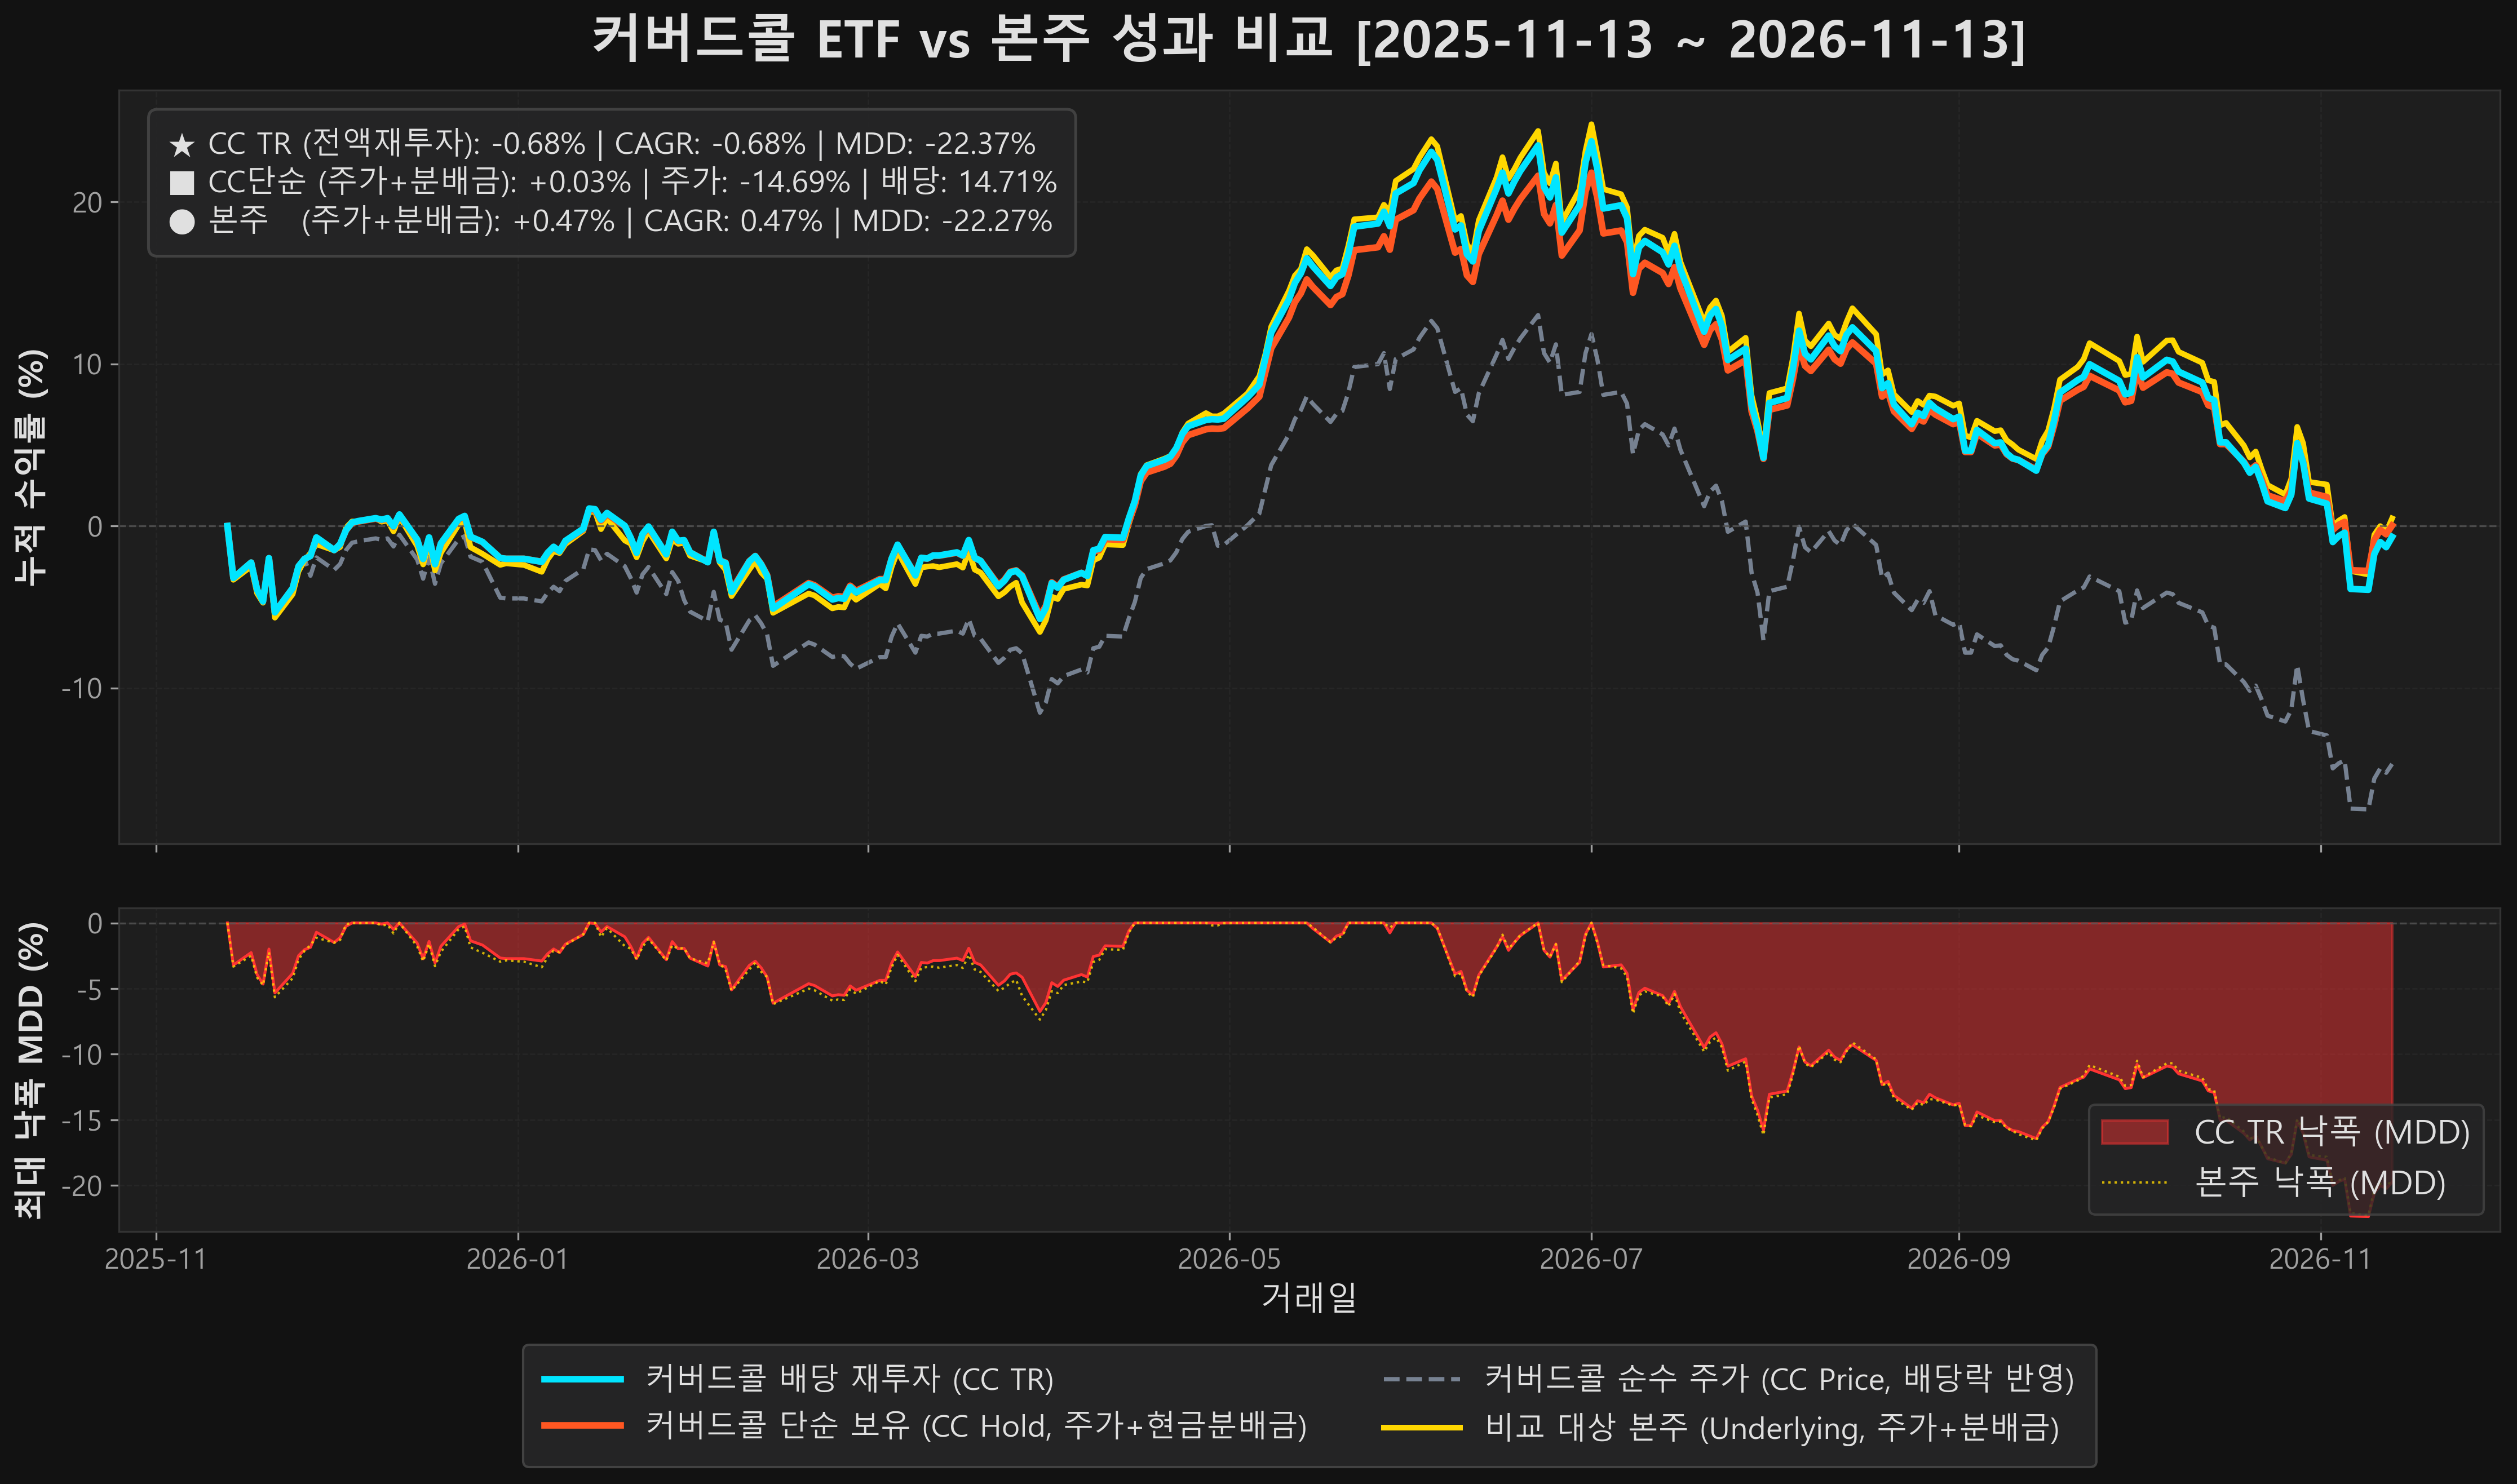 커버드콜 ETF vs 본주 성과 비교 [2025-11-13 ~ 2026-11-13]
★ CC TR (전액재투자): -0.68% | CAGR: -0.68% | MDD: -22.37%
■ CC단순 (주가+분배금): +0.03% | 주가: -14.69% | 배당: 14.71%
● 본주 (주가+분배금): +0.47% | CAGR: 0.47% | MDD: -22.27%
누적 수익률 (%)
20
10
0
-10
최대 낙폭 MDD (%)
0
-5
-10
-15
-20
CC TR 낙폭 (MDD)
본주 낙폭 (MDD)
2025-11 2026-01 2026-03 2026-05 2026-07 2026-09 2026-11
거래일
커버드콜 배당 재투자 (CC TR)
커버드콜 단순 보유 (CC Hold, 주가+현금분배금)
커버드콜 순수 주가 (CC Price, 배당락 반영)
비교 대상 본주 (Underlying, 주가+분배금)